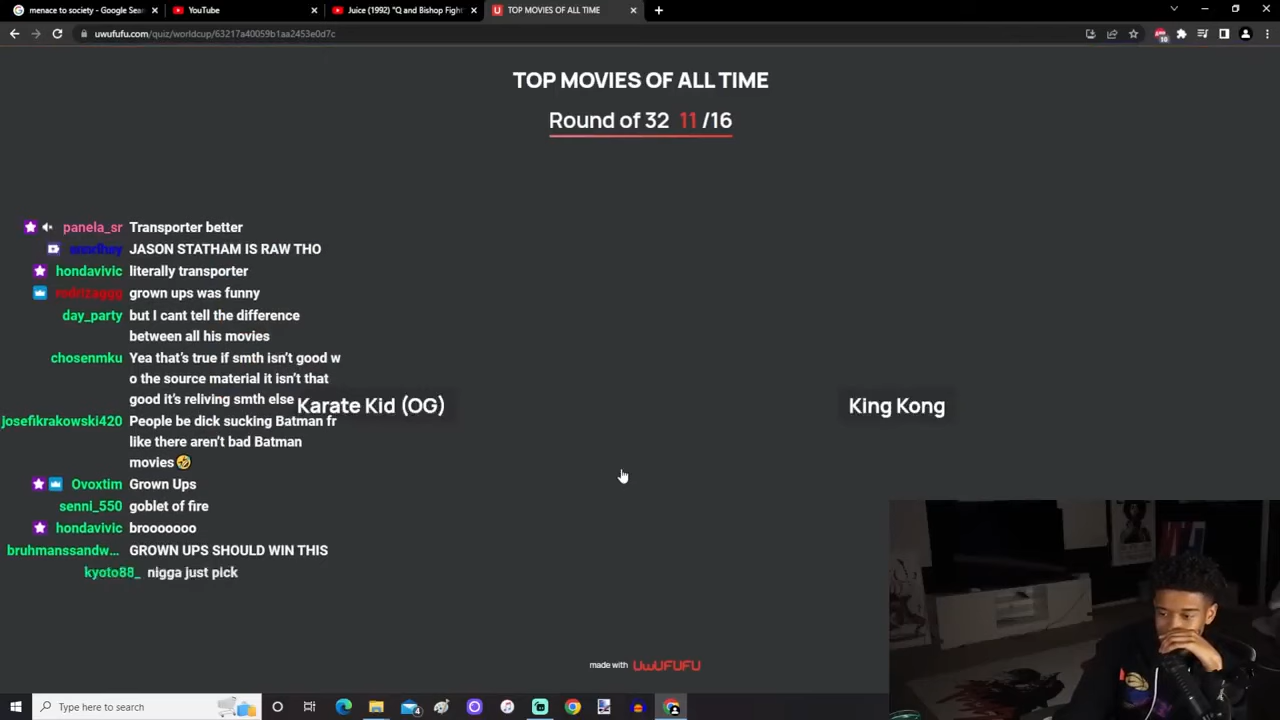 menace to society - Google Sea
YouTube
Juice (1992) "Q and Bishop Fight
TOP MOVIES OF ALL TIME
uwufufu.com/quiz/worldcup/63217a40059b1aa2453e0d7c
TOP MOVIES OF ALL TIME
Round of 32 11 /16
panela_sr Transporter better
JASON STATHAM IS RAW THO
hondavivic literally transporter
rodrizaggg grown ups was funny
day_party but I cant tell the difference
between all his movies
chosenmku Yea that's true if smth isn't good w
o the source material it isn't that
good it's reliving smth else
Karate Kid (OG)
King Kong
josefikrakowski420 People be dick sucking Batman fr
like there aren't bad Batman
movies🤣
Ovoxtim Grown Ups
senni_550 goblet of fire
hondavivic brooooooo
bruhmanssandw... GROWN UPS SHOULD WIN THIS
kyoto88_ nigga just pick
made with UwUFUFU
Type here to search